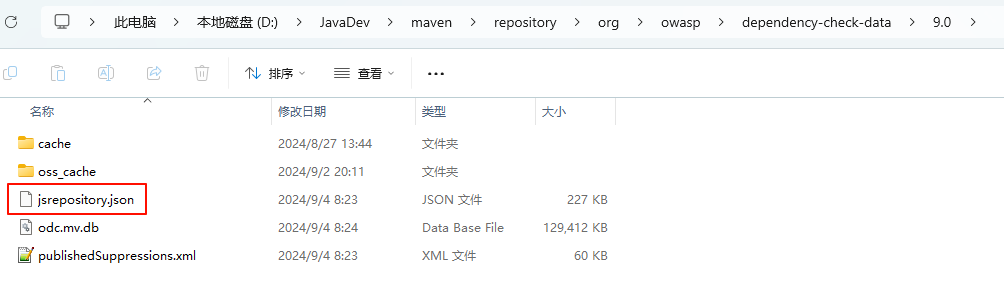 此电脑 > 本地磁盘 (D:) > JavaDev > maven > repository > org > owasp > dependency-check-data > 9.0 >
排序 查看 ...
名称 修改日期 类型 大小
cache 2024/8/27 13:44 文件夹
oss_cache 2024/9/2 20:11 文件夹
jsrepository.json 2024/9/4 8:23 JSON 文件 227 KB
odc.mv.db 2024/9/4 8:24 Data Base File 129,412 KB
publishedSuppressions.xml 2024/9/4 8:23 XML 文件 60 KB